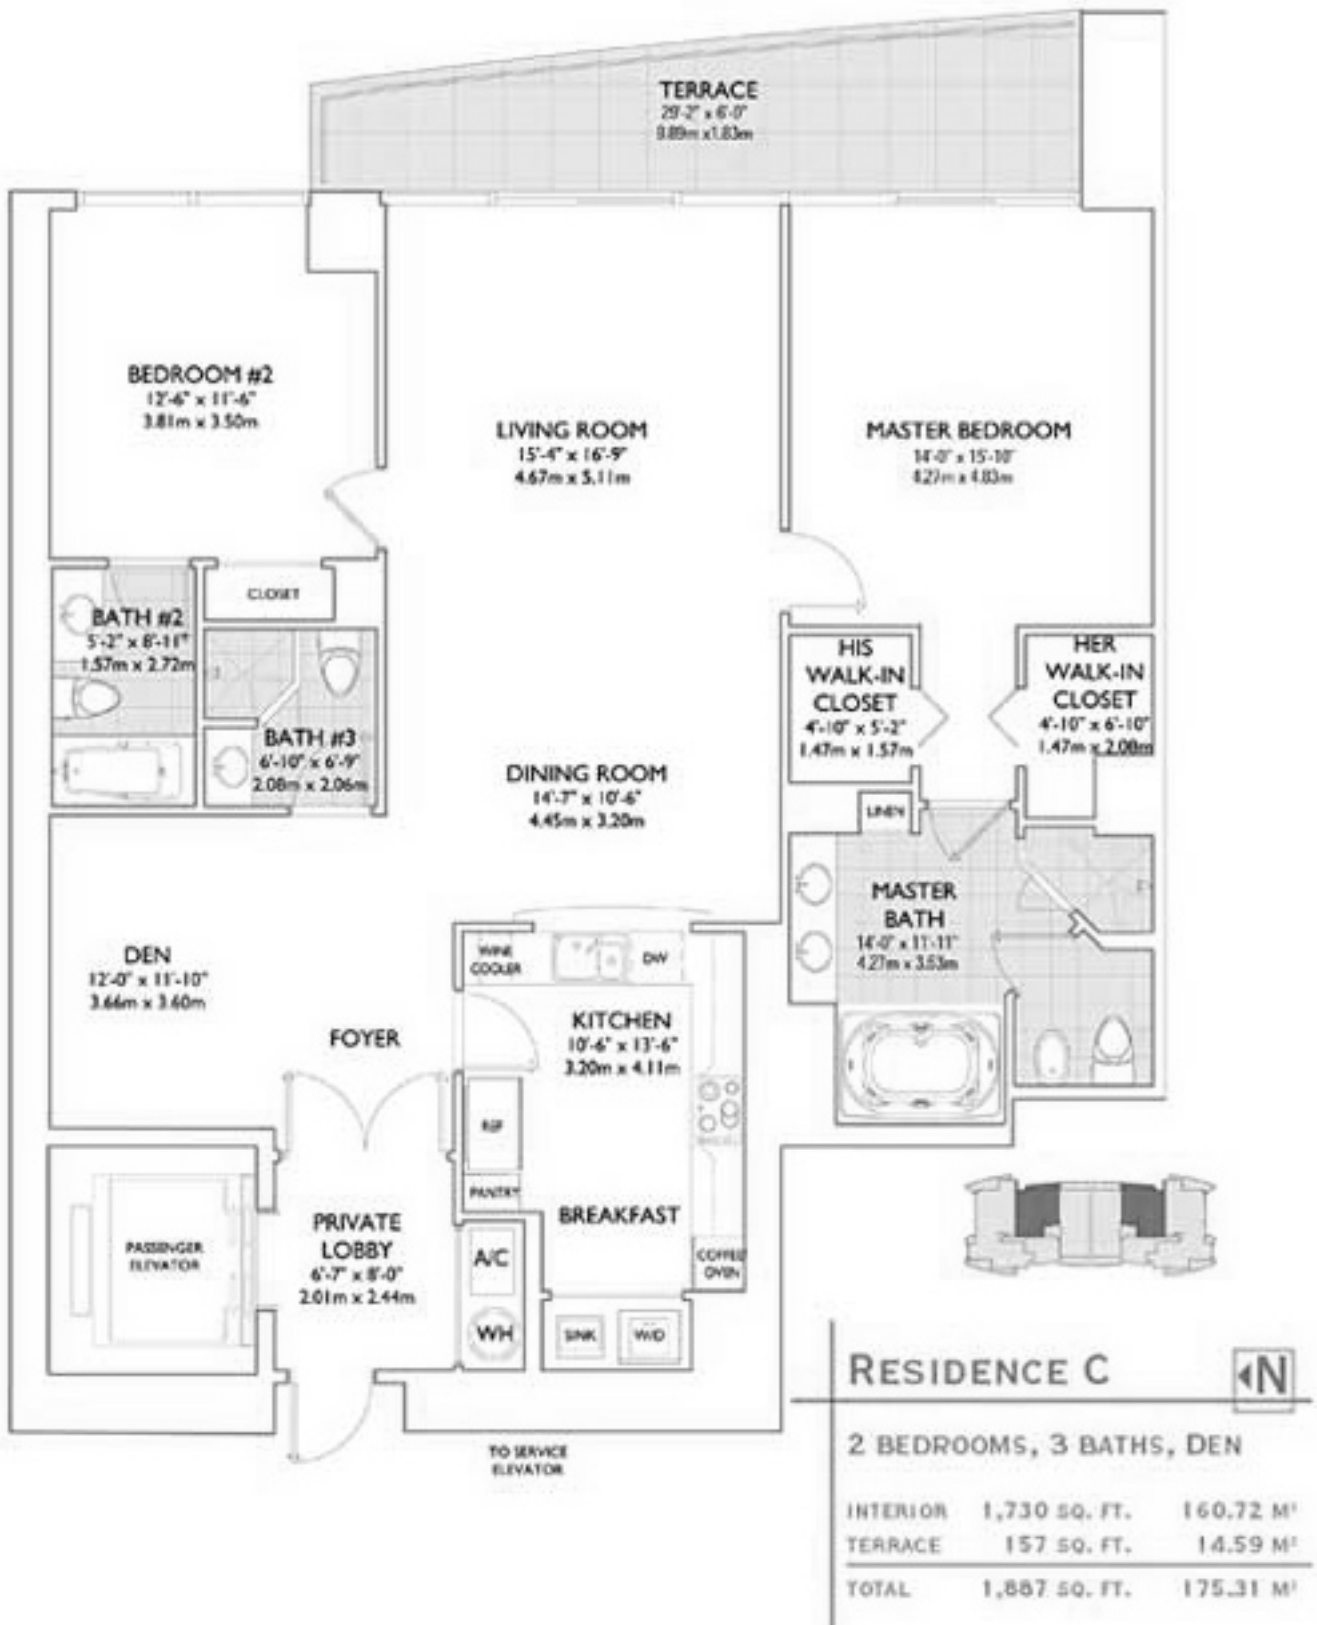 TERRACE
29'-2" x 6'-0"
8.89m x1.83m
BEDROOM #2
12'-6" x 11'-6"
3.81m x 3.50m
LIVING ROOM
15'-4" x 16'-9"
4.67m x 5.11m
MASTER BEDROOM
14'-0" x 15'-10"
4.27m x 4.83m
CLOSET
BATH #2
5'-2" x 8'-11"
1.57m x 2.72m
HIS
WALK-IN
CLOSET
4'-10" x 5'-2"
1.47m x 1.57m
HER
WALK-IN
CLOSET
4'-10" x 6'-10"
1.47m x 2.08m
BATH #3
6'-10" x 6'-9"
2.08m x 2.06m
DINING ROOM
14'-7" x 10'-6"
4.45m x 3.20m
LINEN
MASTER
BATH
14'-0" x 11'-11"
4.27m x 3.53m
DEN
12'-0" x 11'-10"
3.66m x 3.60m
WINE
COOLER
DW
FOYER
KITCHEN
10'-6" x 13'-6"
3.20m x 4.11m
REF
PANTRY
BREAKFAST
PRIVATE
LOBBY
6'-7" x 8'-0"
2.01m x 2.44m
PASSENGER
ELEVATOR
A/C
COFFEE/
OVEN
WH
SINK
W/D
TO SERVICE
ELEVATOR
RESIDENCE C
N
2 BEDROOMS, 3 BATHS, DEN
INTERIOR 1,730 SQ. FT. 160.72 M²
TERRACE 157 SQ. FT. 14.59 M²
TOTAL 1,887 SQ. FT. 175.31 M²